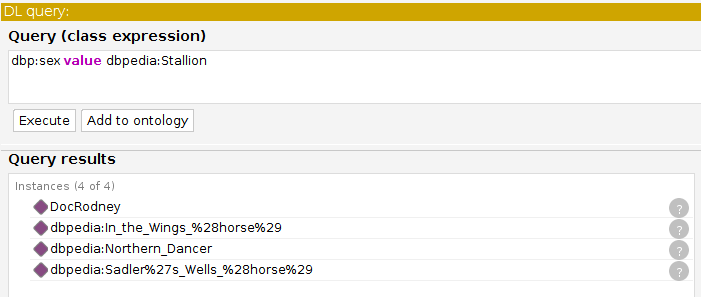 DL query:
Query (class expression)
dbp:sex value dbpedia:Stallion
Execute Add to ontology
Query results
Instances (4 of 4)
DocRodney ?
dbpedia:In_the_Wings_%28horse%29 ?
dbpedia:Northern_Dancer ?
dbpedia:Sadler%27s_Wells_%28horse%29 ?